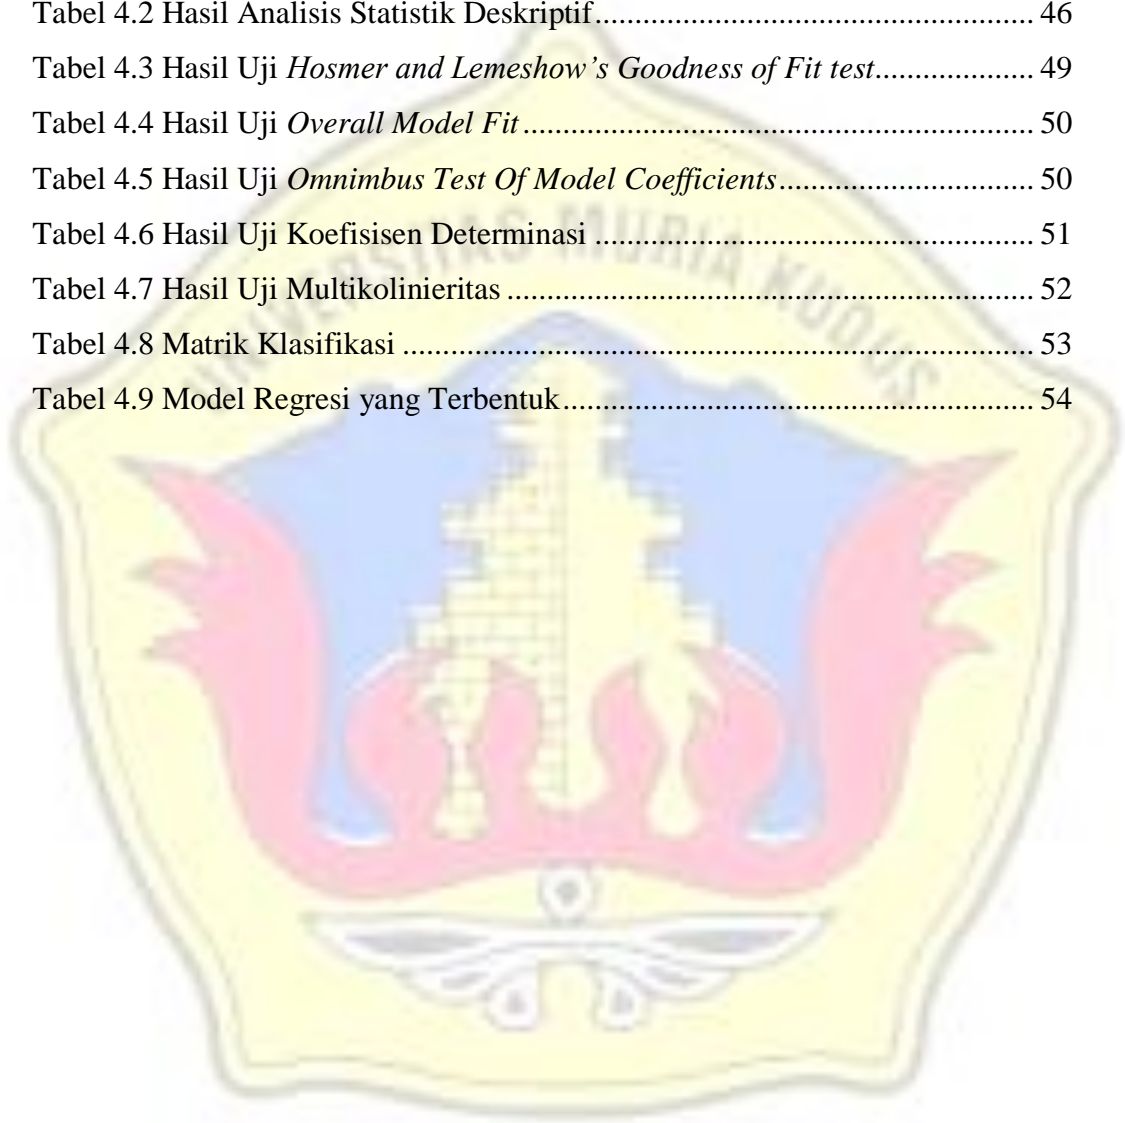 Tabel 4.2 Hasil Analisis Statistik Deskriptif....................................................... 46
Tabel 4.3 Hasil Uji Hosmer and Lemeshow's Goodness of Fit test.................... 49
Tabel 4.4 Hasil Uji Overall Model Fit................................................................ 50
Tabel 4.5 Hasil Uji Omnimbus Test Of Model Coefficients................................ 50
Tabel 4.6 Hasil Uji Koefisisen Determinasi ....................................................... 51
Tabel 4.7 Hasil Uji Multikolinieritas .................................................................. 52
Tabel 4.8 Matrik Klasifikasi ............................................................................... 53
Tabel 4.9 Model Regresi yang Terbentuk........................................................... 54
UNIVERSITAS MURIA KUDUS